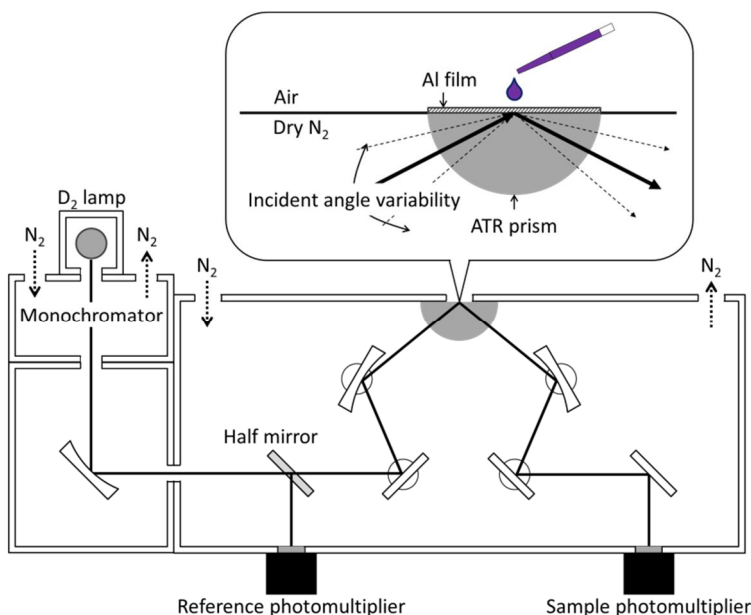 Al film
Air
Dry N₂
Incident angle variability
ATR prism
D₂ lamp
N₂
N₂
N₂
N₂
Monochromator
Half mirror
Reference photomultiplier
Sample photomultiplier